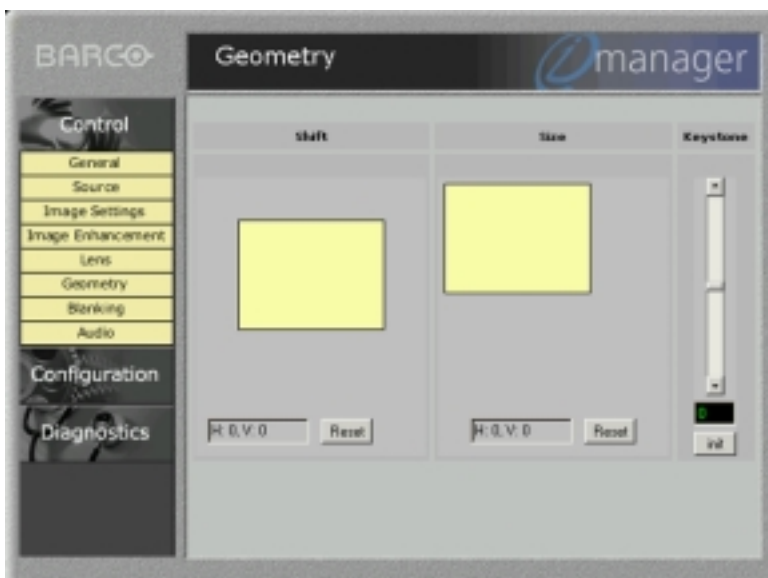 BARCO
Geometry
imanager
Control
General
Source
Image Settings
Image Enhancement
Lens
Geometry
Blanking
Audio
Configuration
Diagnostics
Shift
Size
Keystone
H: 0, V: 0
Reset
H: 0, V: 0
Reset
0
init